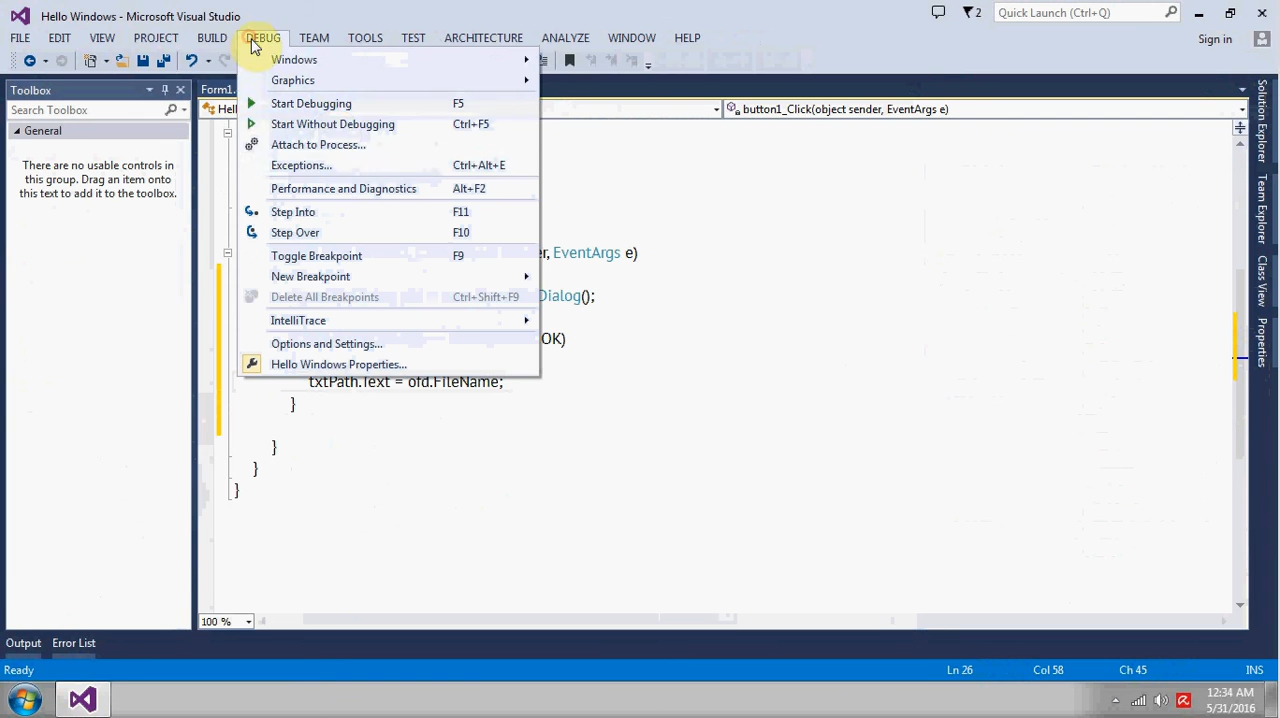 Hello Windows - Microsoft Visual Studio
2
Quick Launch (Ctrl+Q)
FILE EDIT VIEW PROJECT BUILD DEBUG TEAM TOOLS TEST ARCHITECTURE ANALYZE WINDOW HELP
Sign in
Toolbox
Search Toolbox
General
There are no usable controls in
this group. Drag an item onto
this text to add it to the toolbox.
Form1.
button1_Click(object sender, EventArgs e)
Windows
Graphics
Start Debugging F5
Start Without Debugging Ctrl+F5
Attach to Process...
Exceptions... Ctrl+Alt+E
Performance and Diagnostics Alt+F2
Step Into F11
Step Over F10
Toggle Breakpoint F9
New Breakpoint
Delete All Breakpoints Ctrl+Shift+F9
IntelliTrace
Options and Settings...
Hello Windows Properties...
r, EventArgs e)
Dialog();
OK)
txtPath.Text = ofd.FileName;
}
}
}
}
100 %
Solution Explorer
Team Explorer
Class View
Properties
Output Error List
Ready
Ln 26 Col 58 Ch 45 INS
12:34 AM
5/31/2016